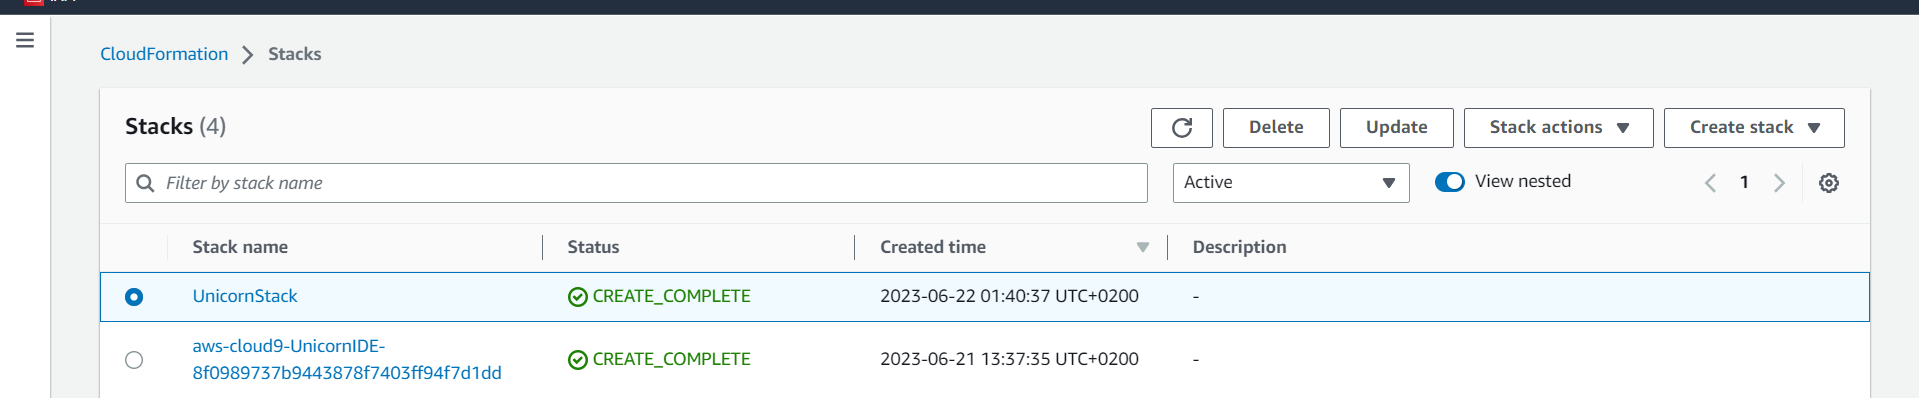 CloudFormation > Stacks
Stacks (4)
Delete
Update
Stack actions
Create stack
Filter by stack name
Active
View nested
1
Stack name
Status
Created time
Description
UnicornStack
CREATE_COMPLETE
2023-06-22 01:40:37 UTC+0200
-
aws-cloud9-UnicornIDE-
8f0989737b9443878f7403ff94f7d1dd
CREATE_COMPLETE
2023-06-21 13:37:35 UTC+0200
-